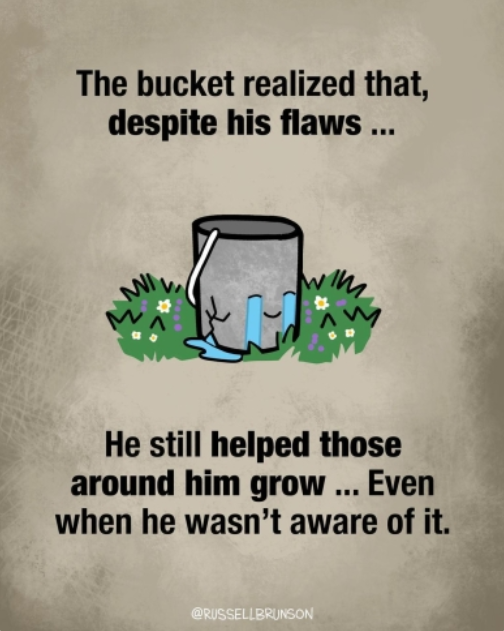 The bucket realized that,
despite his flaws ...
He still helped those
around him grow ... Even
when he wasn't aware of it.
@RUSSELLBRUNSON